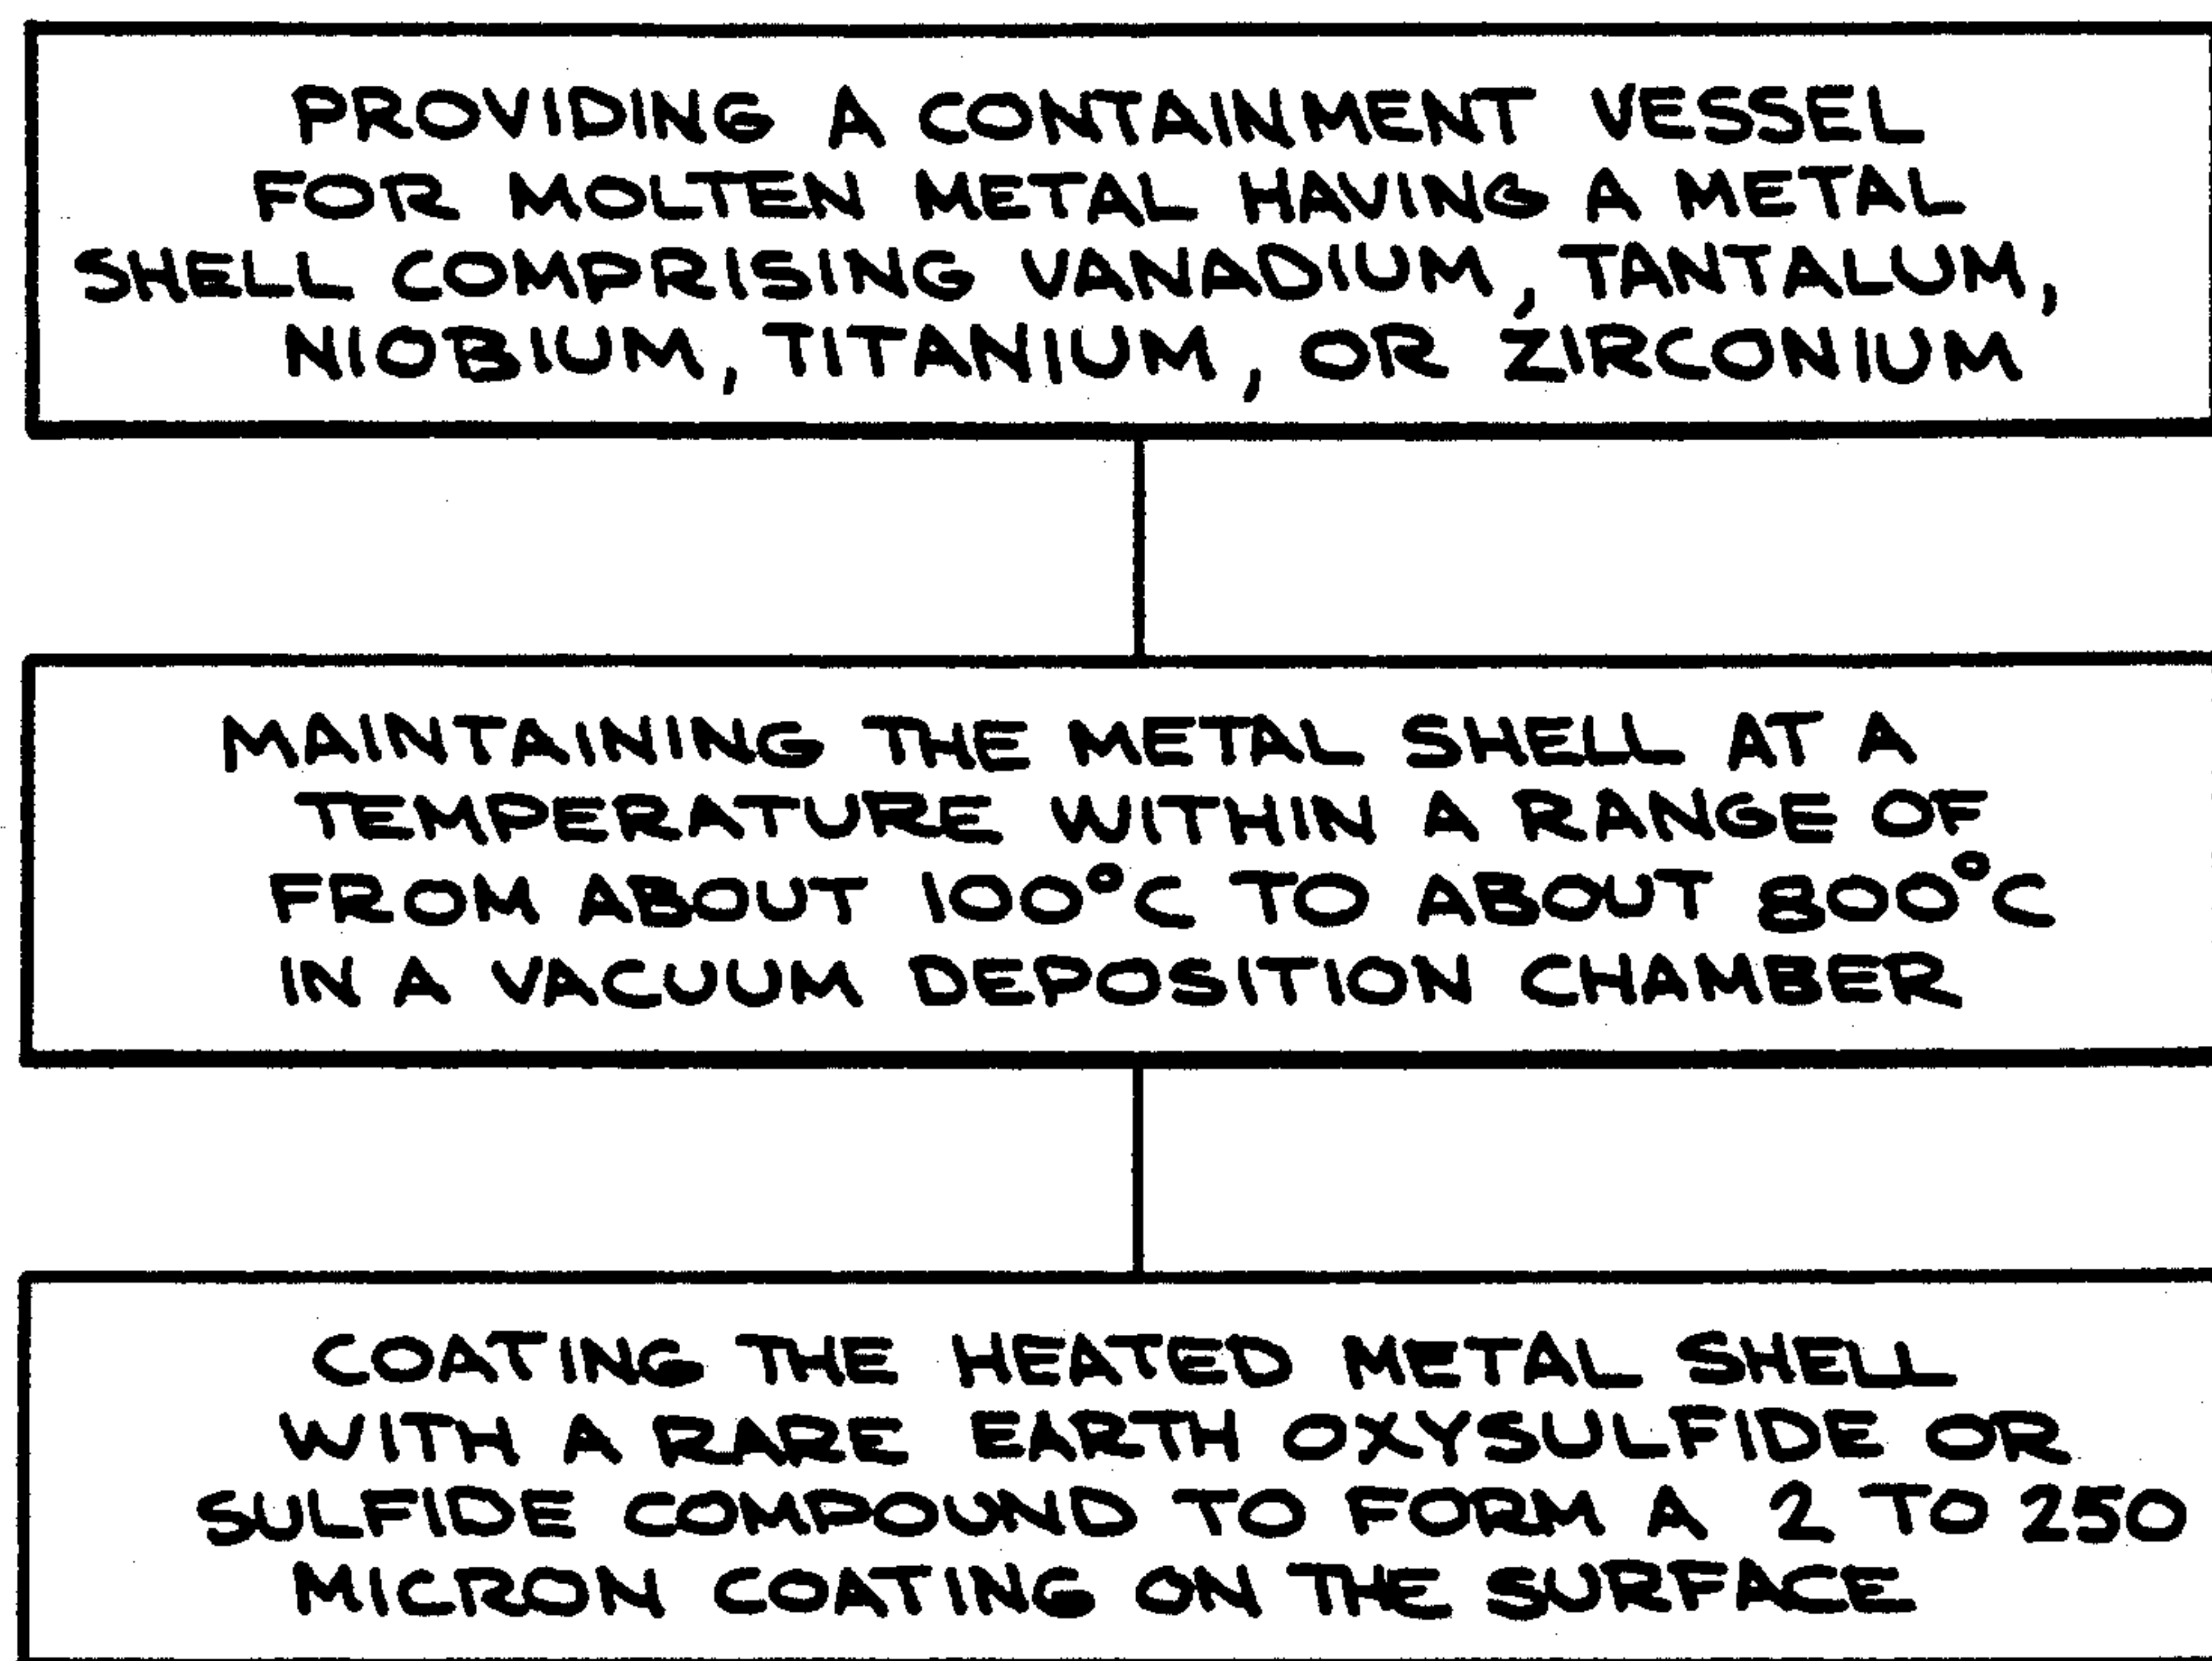 PROVIDING A CONTAINMENT VESSEL
FOR MOLTEN METAL HAVING A METAL
SHELL COMPRISING VANADIUM, TANTALUM,
NIOBIUM, TITANIUM, OR ZIRCONIUM
MAINTAINING THE METAL SHELL AT A
TEMPERATURE WITHIN A RANGE OF
FROM ABOUT 100°C TO ABOUT 800°C
IN A VACUUM DEPOSITION CHAMBER
COATING THE HEATED METAL SHELL
WITH A RARE EARTH OXYSULFIDE OR
SULFIDE COMPOUND TO FORM A 2 TO 250
MICRON COATING ON THE SURFACE